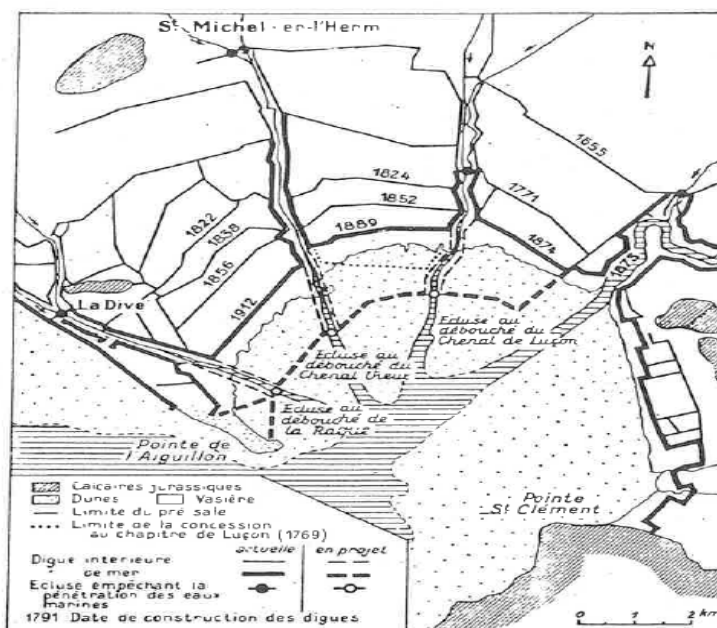 St Michel-en-l'Herm
N
1824
1852
1889
1771
1874
1855
1875
1822
1838
1856
1912
La Dive
Ecluse au
débouché du
Chenal Vieux
Ecluse au
débouché du
Chenal de Luçon
Ecluse au
débouché de
la Raque
Pointe de
l'Aiguillon
Pointe
St Clément
Calcaires jurassiques
Dunes Vasière
Limite du pré salé
Limite de la concession
au chapitre de Luçon (1769)
actuelle en projet
Digue intérieure
de mer
Ecluse empêchant la
pénétration des eaux
marines
1791 Date de construction des digues
0 1 2 km